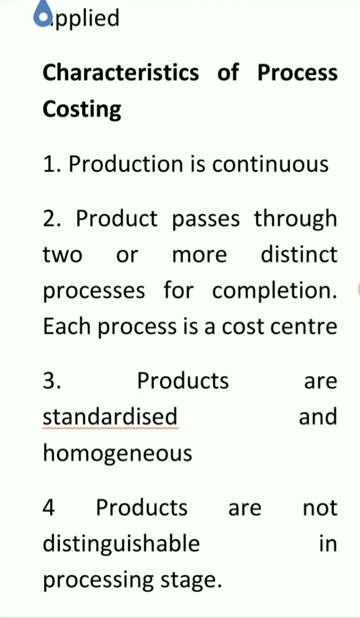 applied
Characteristics of Process
Costing
1. Production is continuous
2. Product passes through
two or more distinct
processes for completion.
Each process is a cost centre
3. Products are
standardised and
homogeneous
4 Products are not
distinguishable in
processing stage.